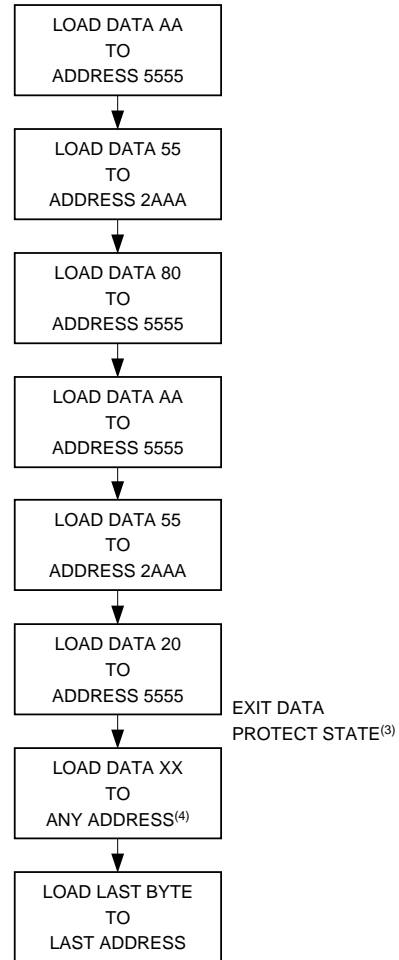 LOAD DATA AA
TO
ADDRESS 5555
LOAD DATA 55
TO
ADDRESS 2AAA
LOAD DATA 80
TO
ADDRESS 5555
LOAD DATA AA
TO
ADDRESS 5555
LOAD DATA 55
TO
ADDRESS 2AAA
LOAD DATA 20
TO
ADDRESS 5555
EXIT DATA
PROTECT STATE(3)
LOAD DATA XX
TO
ANY ADDRESS(4)
LOAD LAST BYTE
TO
LAST ADDRESS